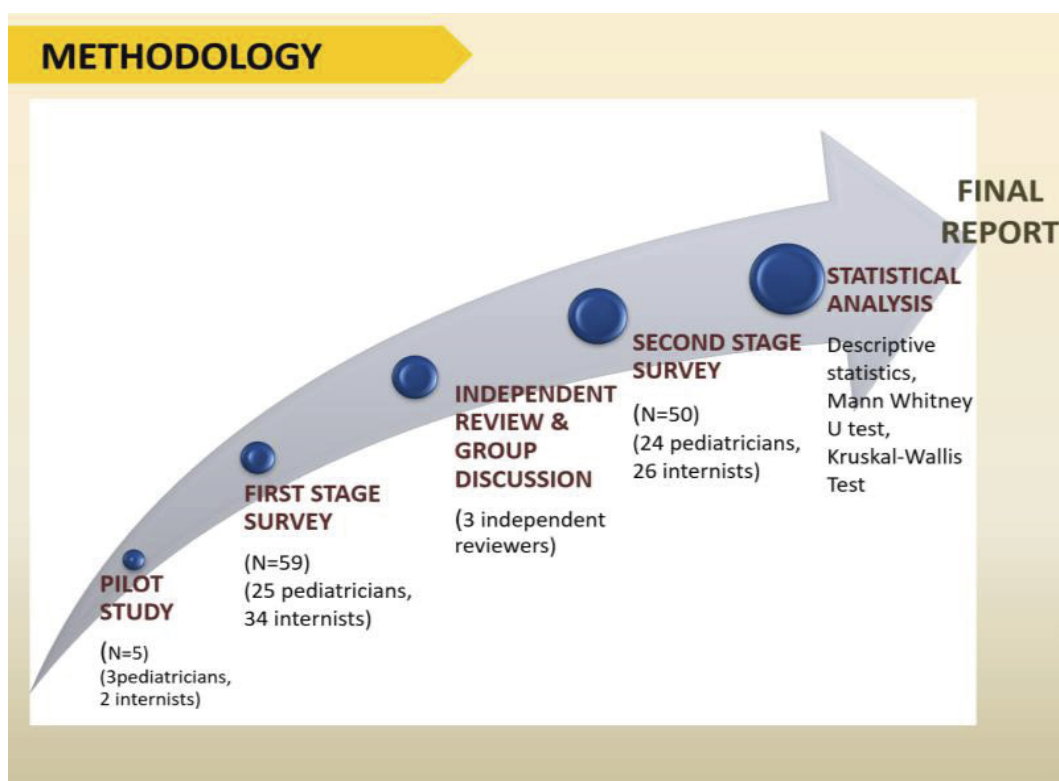 METHODOLOGY
PILOT
STUDY
(N=5)
(3pediatricians,
2 internists)
FIRST STAGE
SURVEY
(N=59)
(25 pediatricians,
34 internists)
INDEPENDENT
REVIEW &
GROUP
DISCUSSION
(3 independent
reviewers)
SECOND STAGE
SURVEY
(N=50)
(24 pediatricians,
26 internists)
STATISTICAL
ANALYSIS
Descriptive
statistics,
Mann Whitney
U test,
Kruskal-Wallis
Test
FINAL
REPORT